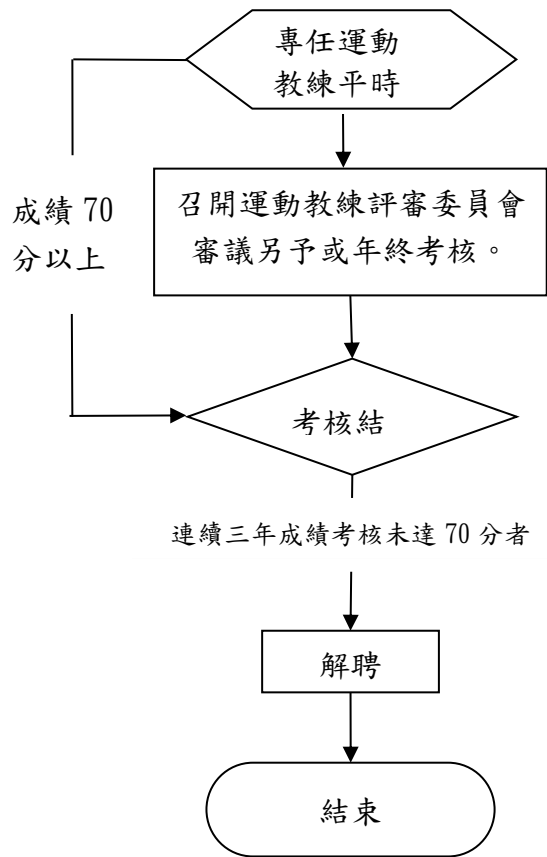 專任運動
教練平時
成績 70
分以上
召開運動教練評審委員會
審議另予或年終考核。
考核結
連續三年成績考核未達 70 分者
解聘
結束